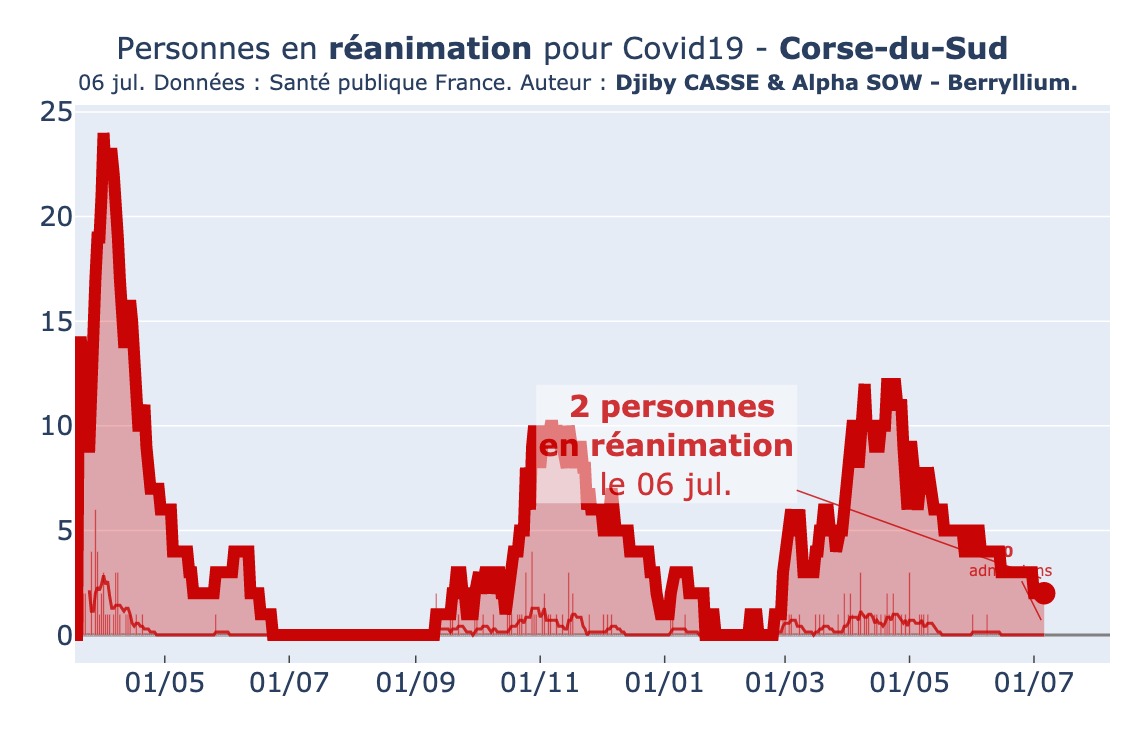 Personnes en réanimation pour Covid19 - Corse-du-Sud
06 jul. Données : Santé publique France. Auteur : Djiby CASSE & Alpha SOW - Berryllium.
25
20
15
10
5
0
2 personnes
en réanimation
le 06 jul.
0
01/05 01/07 01/09 01/11 01/01 01/03 01/05 01/07